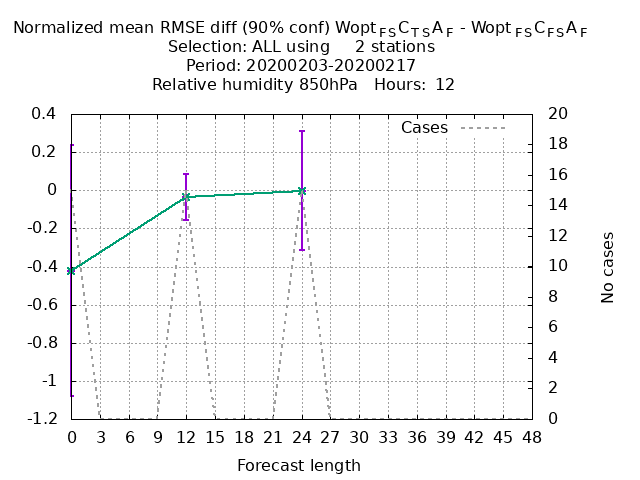 Normalized mean RMSE diff (90% conf) Wopt FS C TS A F - Wopt FS C FS A F
Selection: ALL using 2 stations
Period: 20200203-20200217
Relative humidity 850hPa Hours: 12
Cases
0.4
0.2
0
-0.2
-0.4
-0.6
-0.8
-1
-1.2
20
18
16
14
12
10
8
6
4
2
0
No cases
0 3 6 9 12 15 18 21 24 27 30 33 36 39 42 45 48
Forecast length